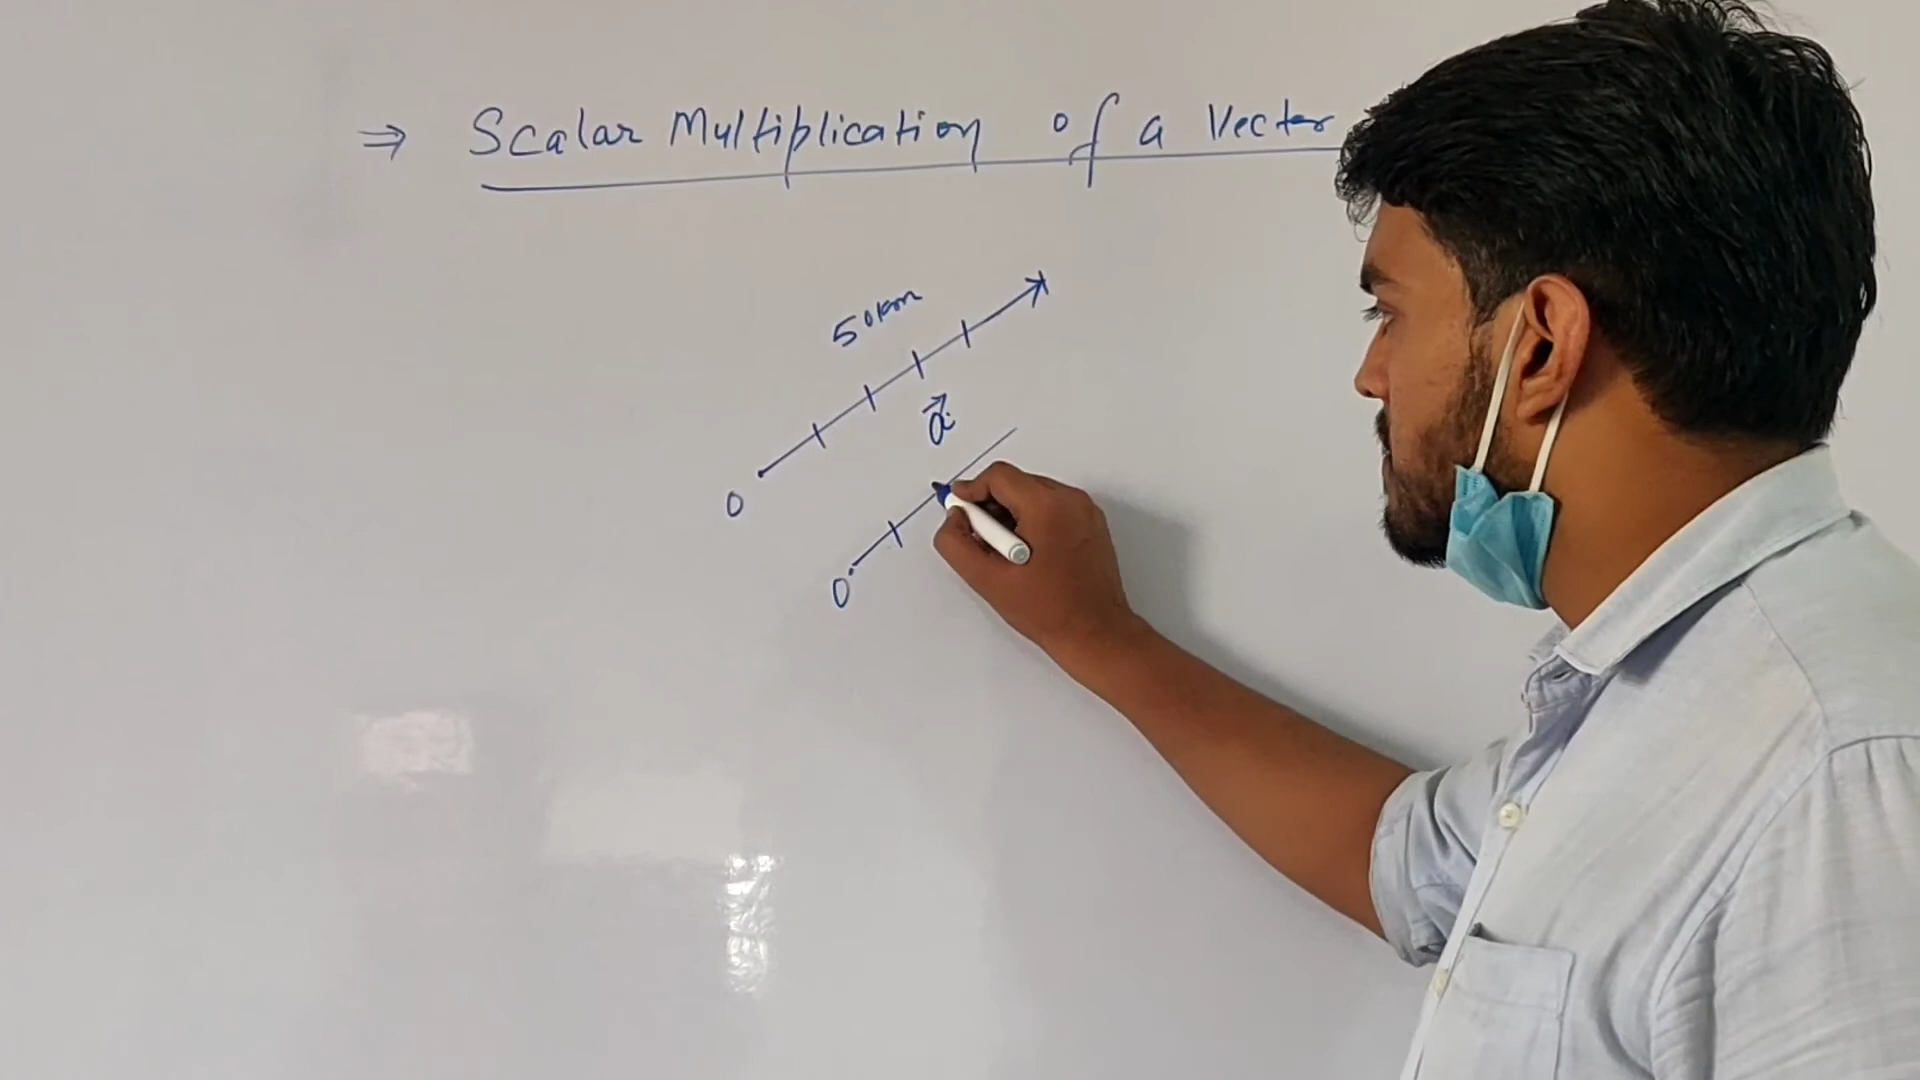 ⇒ Scalar Multiplication of a Vector
50km
a⃗
O
O